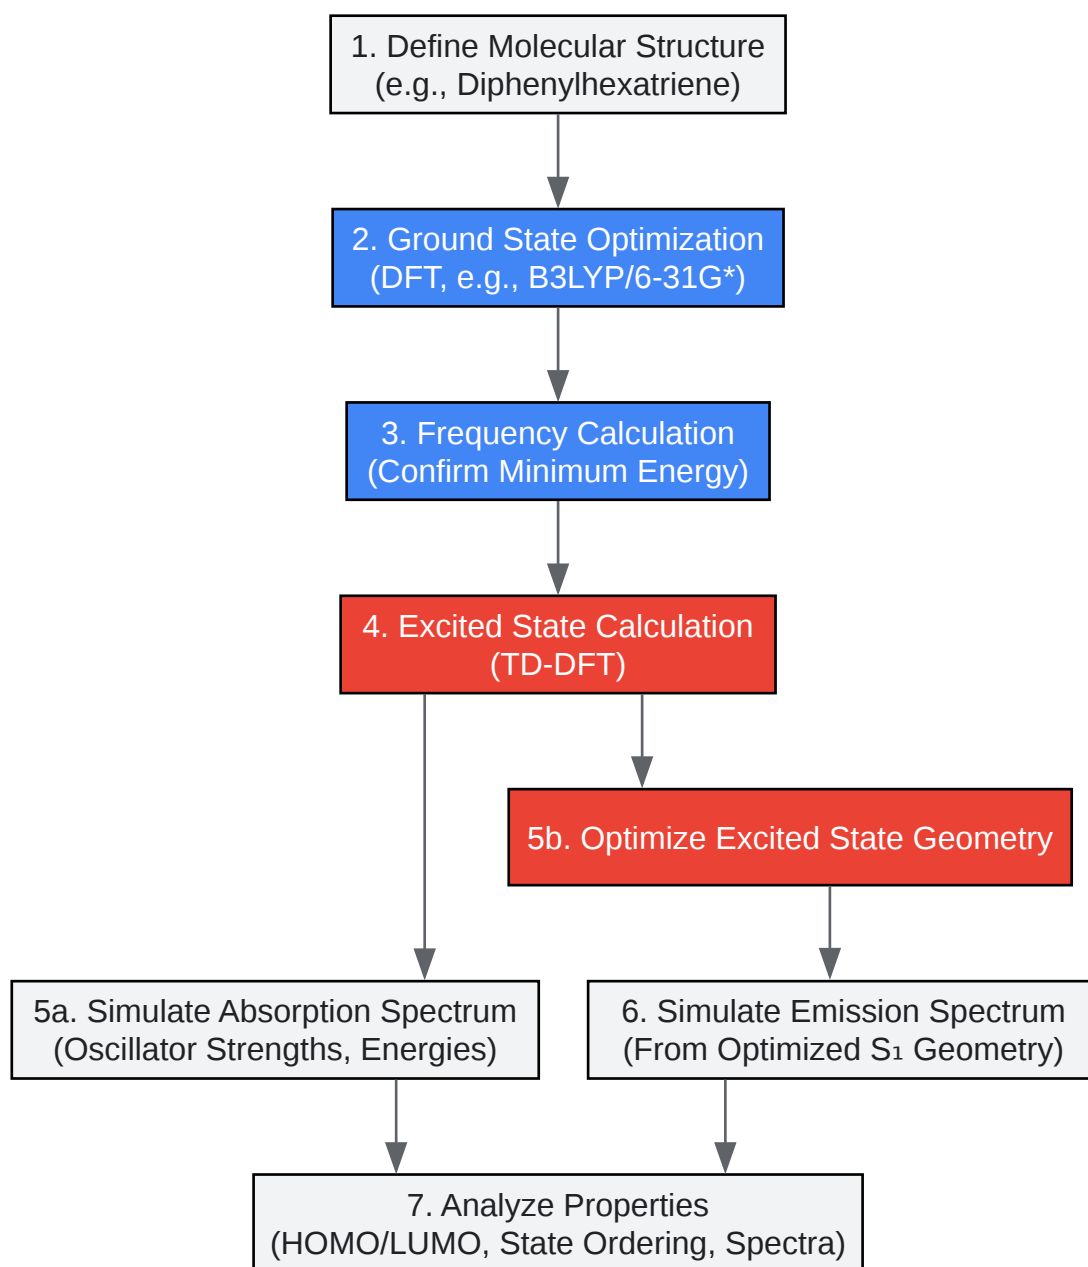 1. Define Molecular Structure
(e.g., Diphenylhexatriene)
2. Ground State Optimization
(DFT, e.g., B3LYP/6-31G*)
3. Frequency Calculation
(Confirm Minimum Energy)
4. Excited State Calculation
(TD-DFT)
5b. Optimize Excited State Geometry
5a. Simulate Absorption Spectrum
(Oscillator Strengths, Energies)
6. Simulate Emission Spectrum
(From Optimized S₁ Geometry)
7. Analyze Properties
(HOMO/LUMO, State Ordering, Spectra)